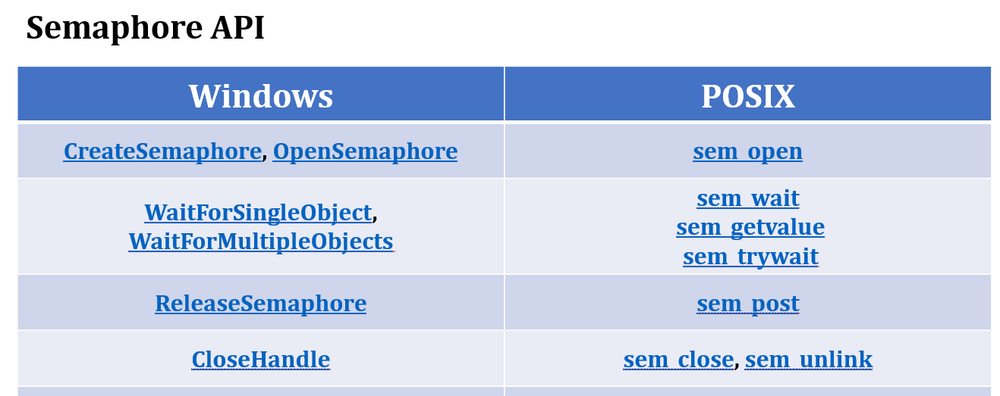 Semaphore API
Windows POSIX
CreateSemaphore, OpenSemaphore sem_open
WaitForSingleObject,
WaitForMultipleObjects
sem_wait
sem_getvalue
sem_trywait
ReleaseSemaphore sem_post
CloseHandle sem_close, sem_unlink